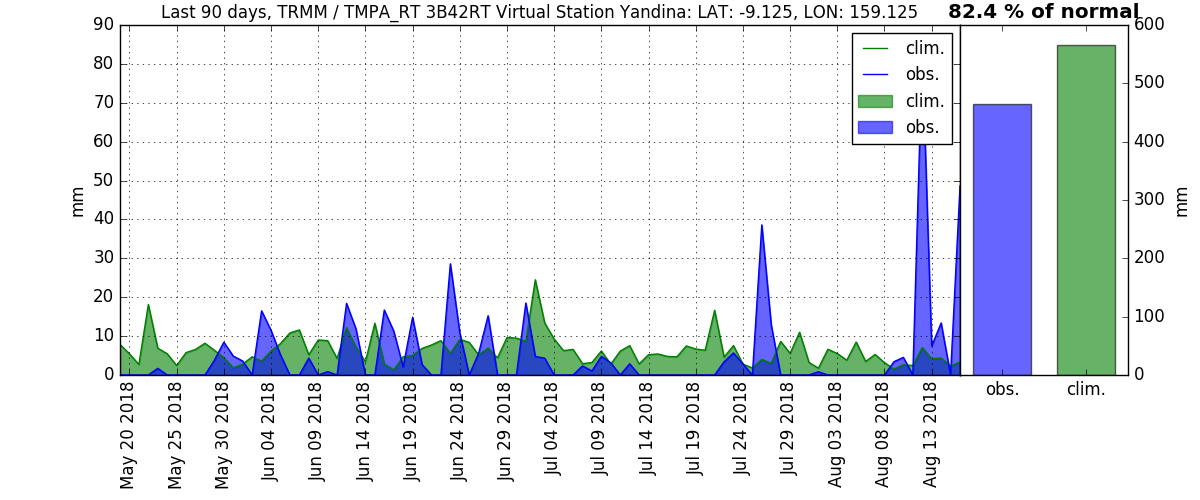 Last 90 days, TRMM / TMPA_RT 3B42RT Virtual Station Yandina: LAT: -9.125, LON: 159.125
82.4 % of normal
90
80
70
60
50
40
30
20
10
0
mm
clim.
obs.
clim.
obs.
600
500
400
300
200
100
0
mm
May 20 2018
May 25 2018
May 30 2018
Jun 04 2018
Jun 09 2018
Jun 14 2018
Jun 19 2018
Jun 24 2018
Jun 29 2018
Jul 04 2018
Jul 09 2018
Jul 14 2018
Jul 19 2018
Jul 24 2018
Jul 29 2018
Aug 03 2018
Aug 08 2018
Aug 13 2018
obs.
clim.